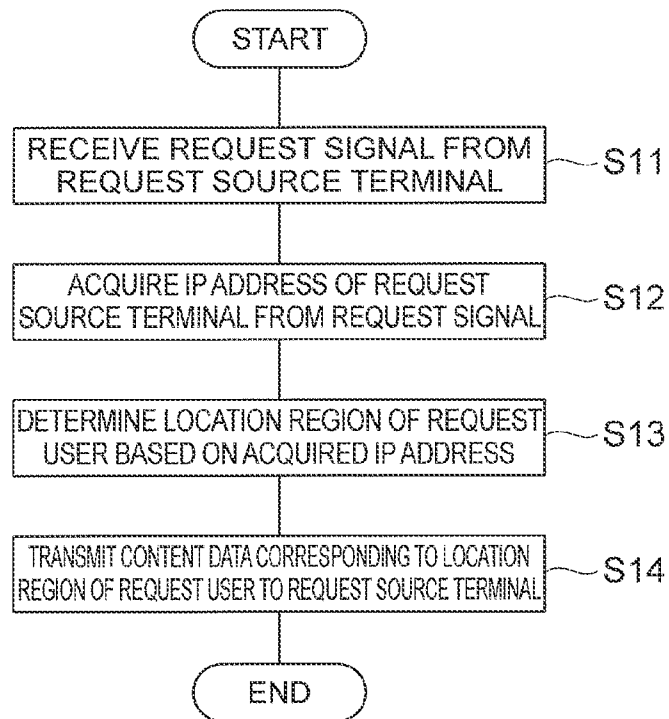 START
RECEIVE REQUEST SIGNAL FROM
REQUEST SOURCE TERMINAL
S11
ACQUIRE IP ADDRESS OF REQUEST
SOURCE TERMINAL FROM REQUEST SIGNAL
S12
DETERMINE LOCATION REGION OF REQUEST
USER BASED ON ACQUIRED IP ADDRESS
S13
TRANSMIT CONTENT DATA CORRESPONDING TO LOCATION
REGION OF REQUEST USER TO REQUEST SOURCE TERMINAL
S14
END